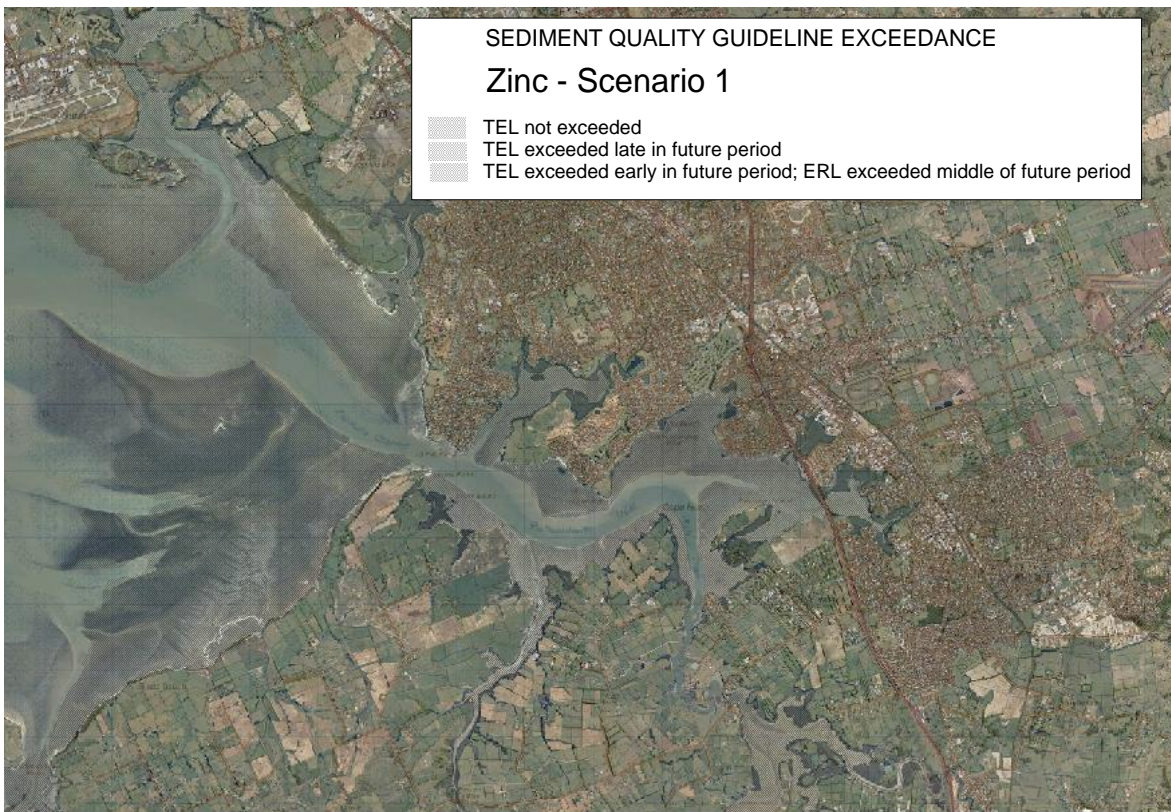 SEDIMENT QUALITY GUIDELINE EXCEEDANCE
Zinc - Scenario 1
TEL not exceeded
TEL exceeded late in future period
TEL exceeded early in future period; ERL exceeded middle of future period